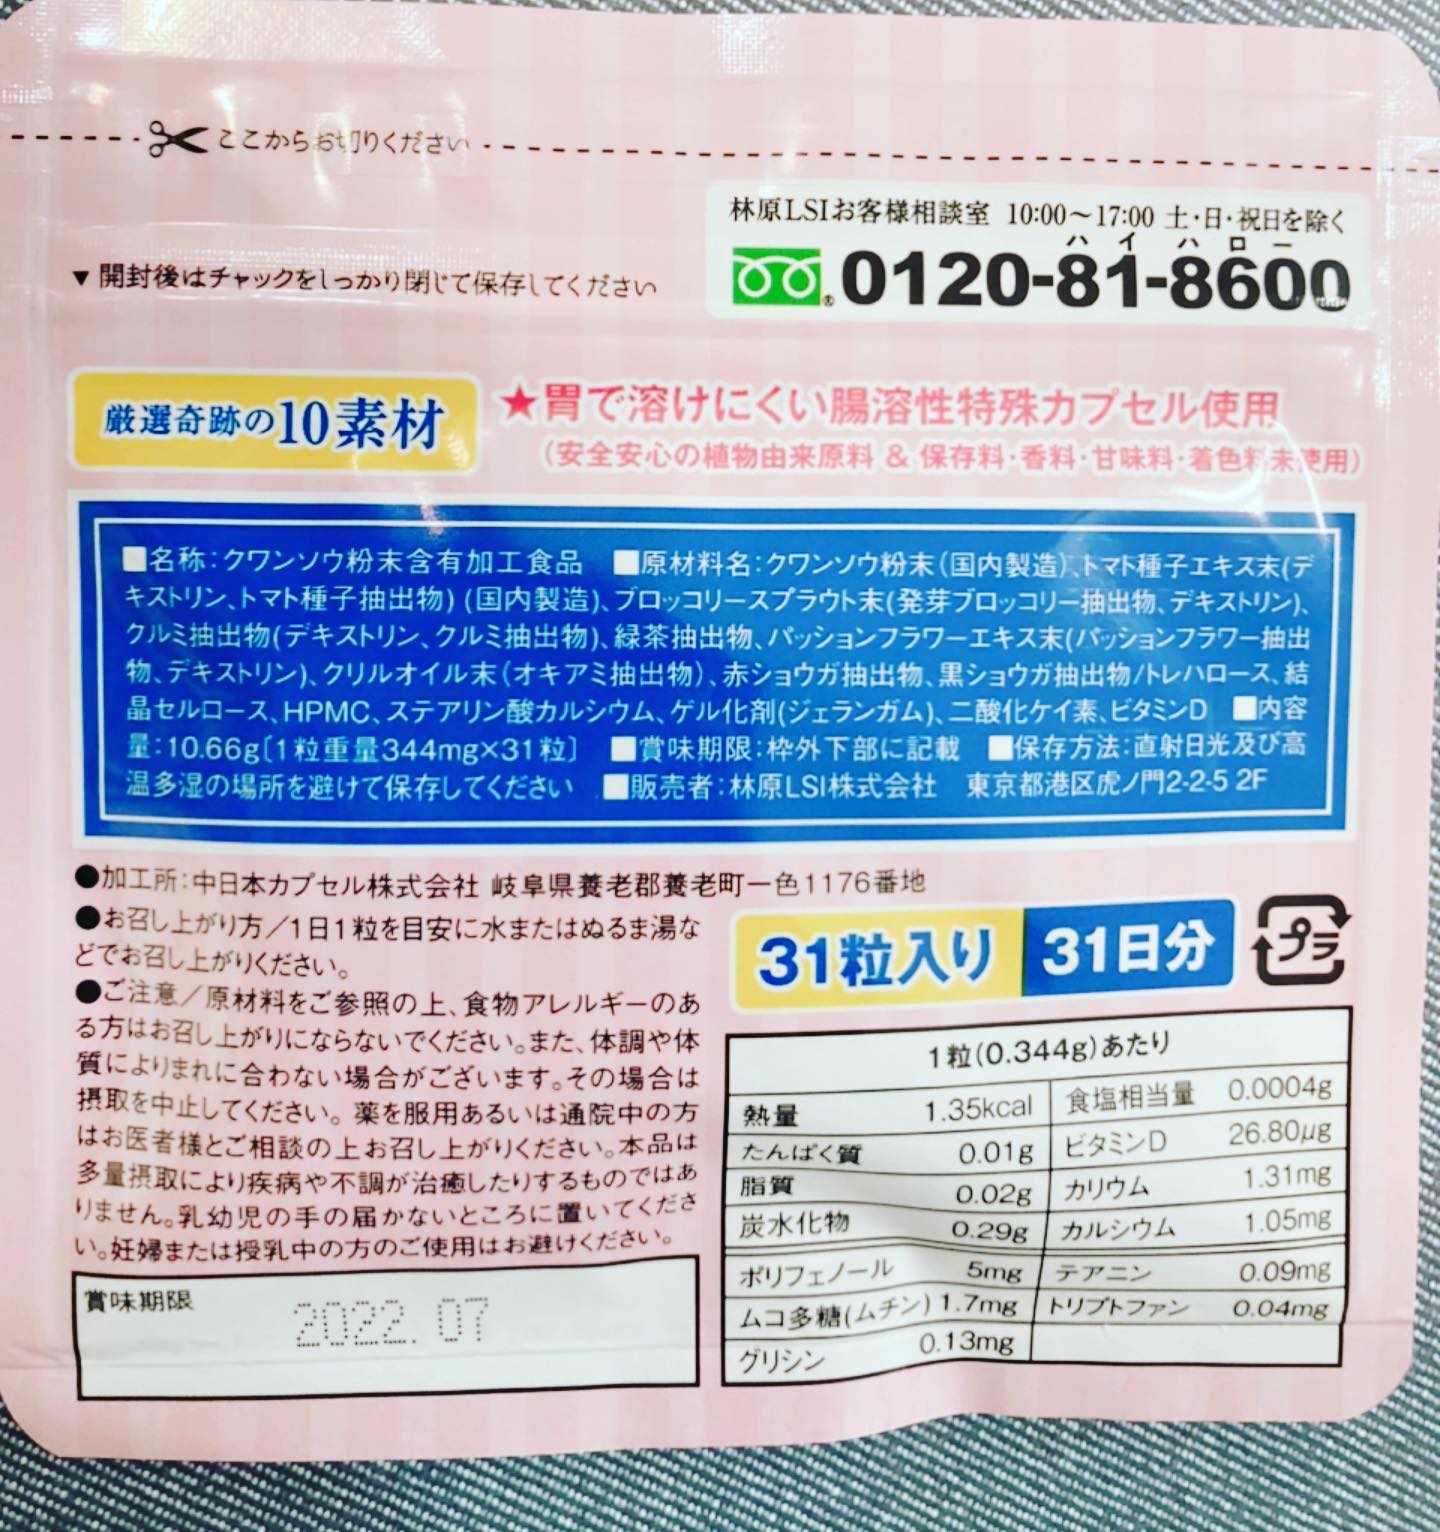 ここからお切りください
林原LSIお客様相談室 10:00〜17:00 土・日・祝日を除く
ハイ ハロー
0120-81-8600
▼開封後はチャックをしっかり閉じて保存してください
厳選奇跡の10素材
★胃で溶けにくい腸溶性特殊カプセル使用
(安全安心の植物由来原料 & 保存料・香料・甘味料・着色料未使用)
■名称:クワンソウ粉末含有加工食品 ■原材料名:クワンソウ粉末(国内製造)、トマト種子エキス末(デ
キストリン、トマト種子抽出物)(国内製造)、ブロッコリースプラウト末(発芽ブロッコリー抽出物、デキストリン)、
クルミ抽出物(デキストリン、クルミ抽出物)、緑茶抽出物、パッションフラワーエキス末(パッションフラワー抽出
物、デキストリン)、クリルオイル末(オキアミ抽出物)、赤ショウガ抽出物、黒ショウガ抽出物/トレハロース、結
晶セルロース、HPMC、ステアリン酸カルシウム、ゲル化剤(ジェランガム)、二酸化ケイ素、ビタミンD ■内容
量:10.66g[1粒重量344mg×31粒] ■賞味期限:枠外下部に記載 ■保存方法:直射日光及び高
温多湿の場所を避けて保存してください ■販売者:林原LSI株式会社 東京都港区虎ノ門2-2-5 2F
●加工所:中日本カプセル株式会社 岐阜県養老郡養老町一色1176番地
●お召し上がり方/1日1粒を目安に水またはぬるま湯な
どでお召し上がりください。
●ご注意/原材料をご参照の上、食物アレルギーのあ
る方はお召し上がりにならないでください。また、体調や体
質によりまれに合わない場合がございます。その場合は
摂取を中止してください。薬を服用あるいは通院中の方
はお医者様とご相談の上お召し上がりください。本品は
多量摂取により疾病や不調が治癒したりするものではあ
りません。乳幼児の手の届かないところに置いてくださ
い。妊婦または授乳中の方のご使用はお避けください。
賞味期限 2022.07
31粒入り 31日分
プラ
1粒(0.344g)あたり
熱量 1.35kcal 食塩相当量 0.0004g
たんぱく質 0.01g ビタミンD 26.80μg
脂質 0.02g カリウム 1.31mg
炭水化物 0.29g カルシウム 1.05mg
ポリフェノール 5mg テアニン 0.09mg
ムコ多糖(ムチン) 1.7mg トリプトファン 0.04mg
グリシン 0.13mg